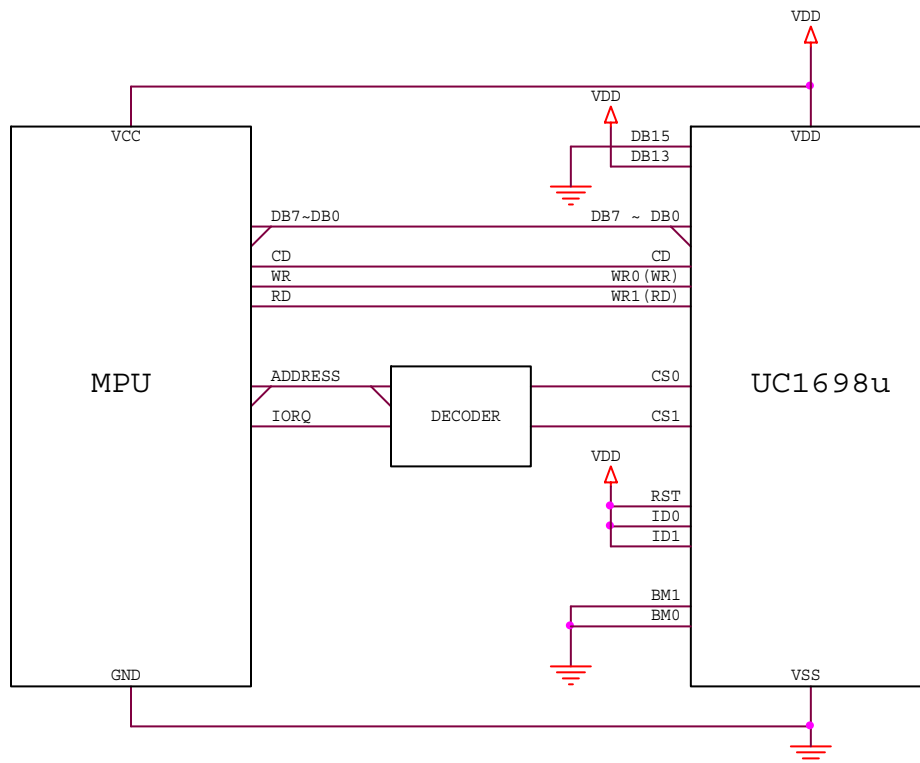 VDD
VDD
VCC
DB15
VDD
DB13
DB7~DB0
DB7 ~ DB0
CD
CD
WR
WR0(WR)
RD
WR1(RD)
MPU
ADDRESS
CS0
UC1698u
IORQ
DECODER
CS1
VDD
RST
ID0
ID1
BM1
BM0
GND
VSS